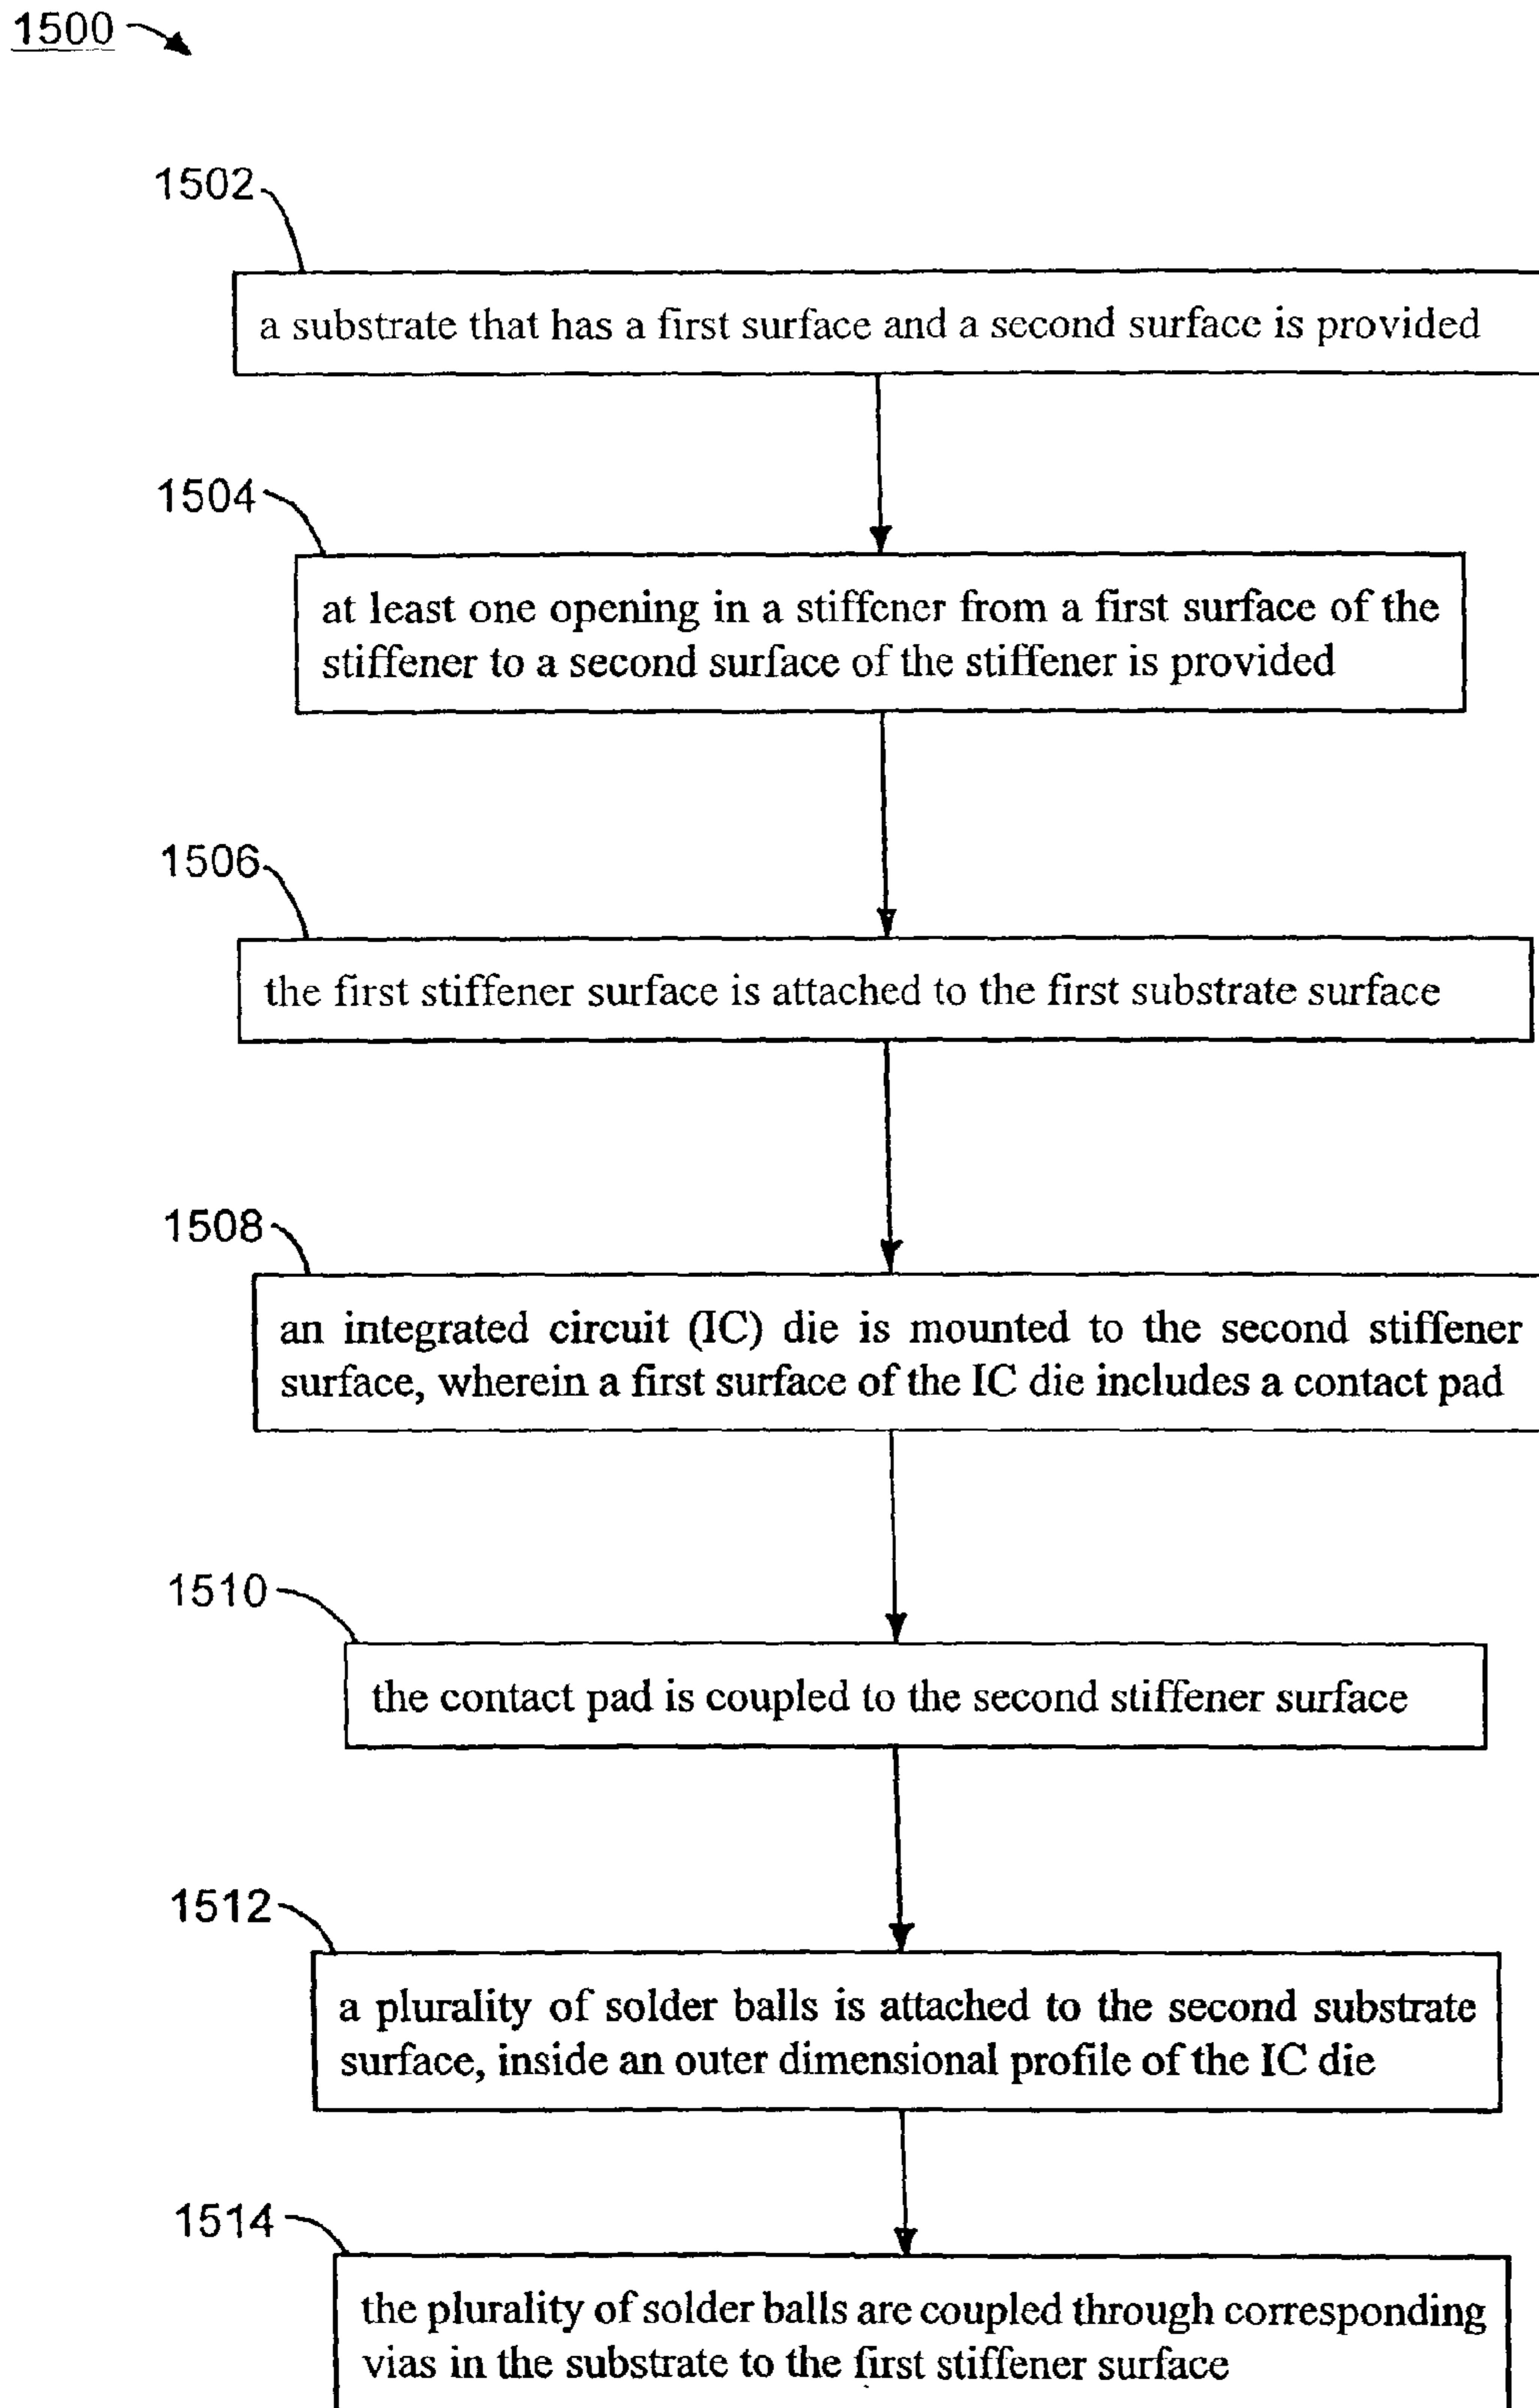 1500
1502
a substrate that has a first surface and a second surface is provided
1504
at least one opening in a stiffener from a first surface of the
stiffener to a second surface of the stiffener is provided
1506
the first stiffener surface is attached to the first substrate surface
1508
an integrated circuit (IC) die is mounted to the second stiffener
surface, wherein a first surface of the IC die includes a contact pad
1510
the contact pad is coupled to the second stiffener surface
1512
a plurality of solder balls is attached to the second substrate
surface, inside an outer dimensional profile of the IC die
1514
the plurality of solder balls are coupled through corresponding
vias in the substrate to the first stiffener surface